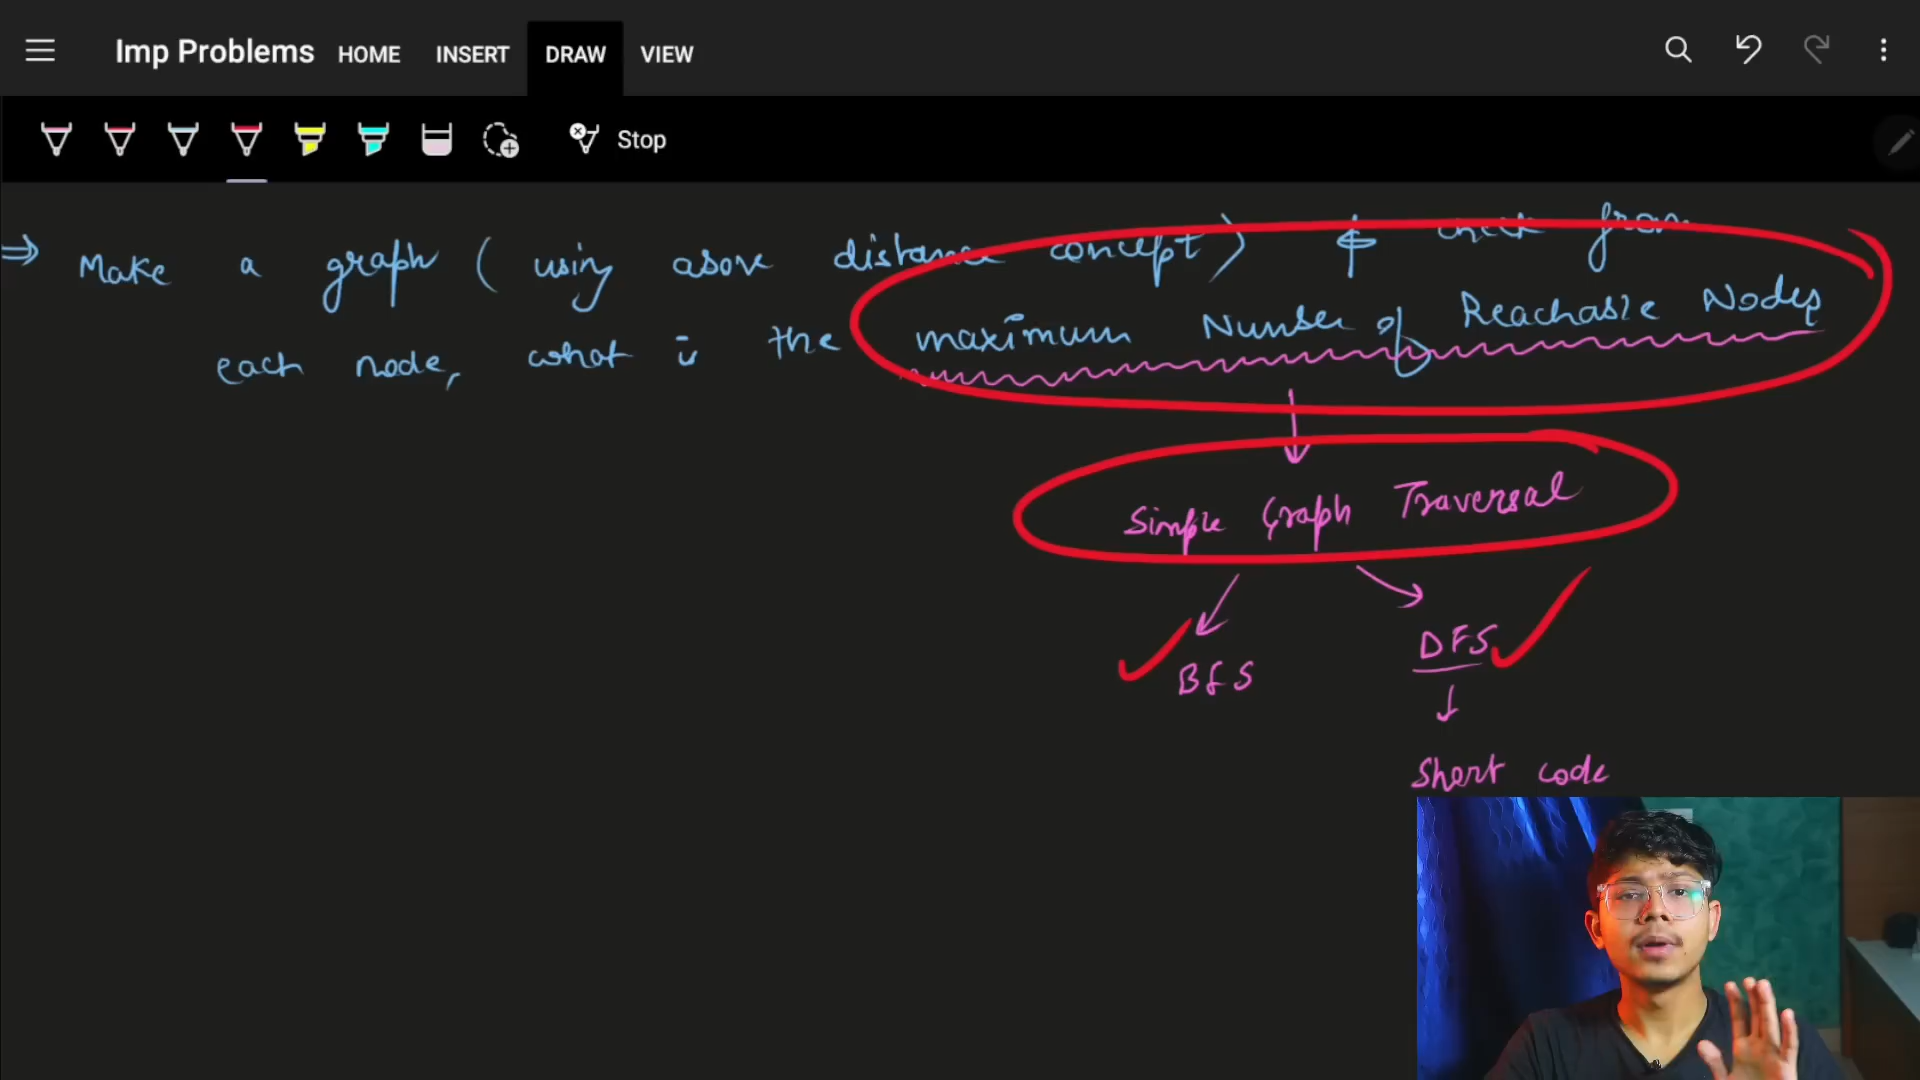 Imp Problems HOME INSERT DRAW VIEW
Stop
⇒ Make a graph (using above distance concept) & check from
each node, what is the maximum Number of Reachable Nodes
Simple Graph Traversal
BFS DFS
Short code